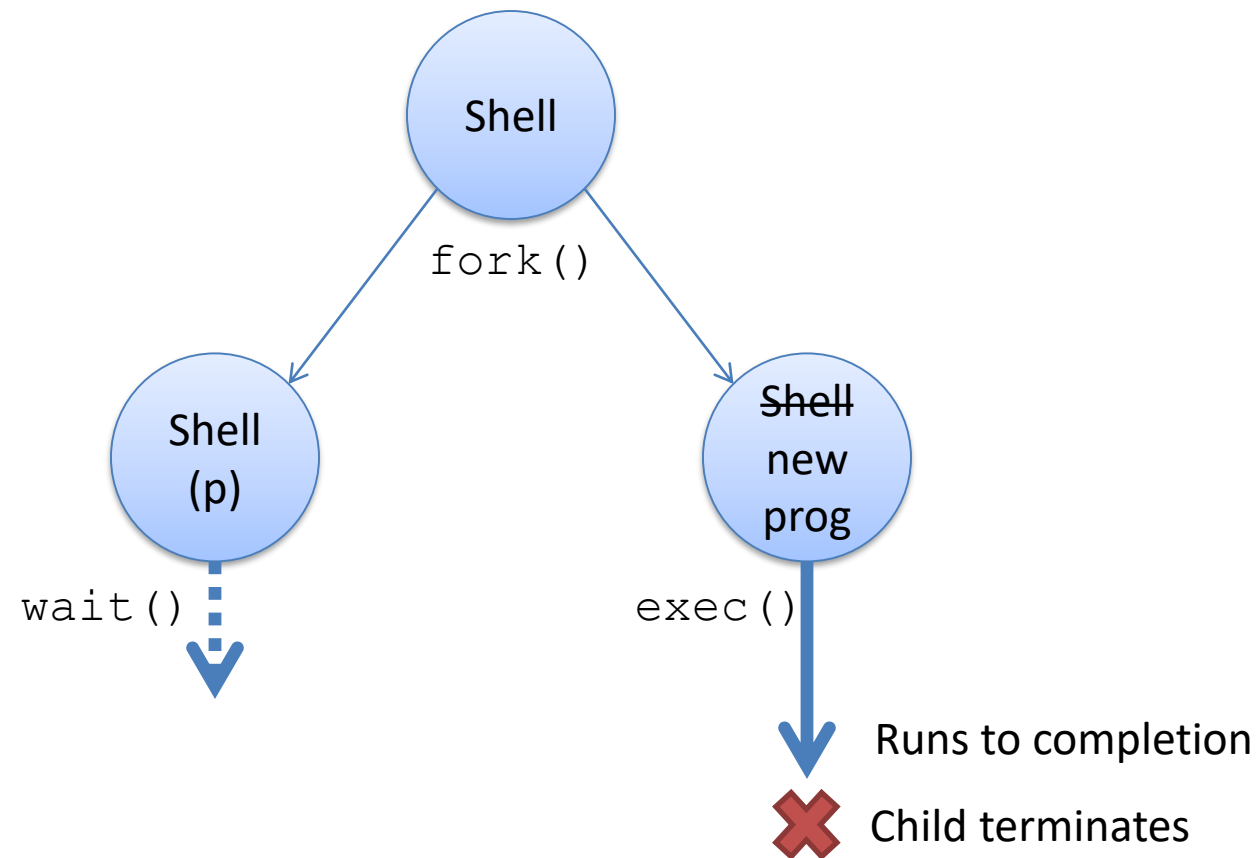 Shell
fork()
Shell
(p)
Shell
new
prog
wait()
exec()
Runs to completion
Child terminates